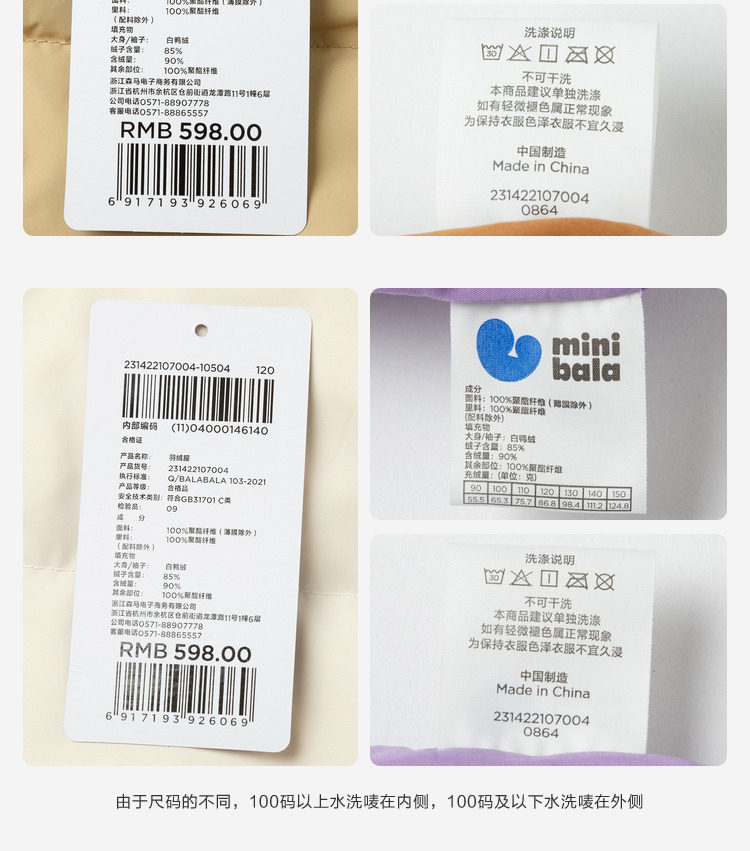 面料： 100%聚酯纤维（薄膜除外）
里料： 100%聚酯纤维
（配料除外）
填充物
大身/袖子： 白鸭绒
绒子含量： 85%
含绒量： 90%
其余部位： 100%聚酯纤维
浙江森马电子商务有限公司
浙江省杭州市余杭区仓前街道龙潭路11号1幢6层
公司电话0571-88907778
客服电话0571-88865557
RMB 598.00
6 917193 926069
洗涤说明
30
不可干洗
本商品建议单独洗涤
如有轻微褪色属正常现象
为保持衣服色泽衣服不宜久浸
中国制造
Made in China
231422107004
0864
231422107004-10504 120
内部编码 (11)04000146140
合格证
产品名称： 羽绒服
产品货号： 231422107004
执行标准： Q/BALABALA 103-2021
产品等级： 合格品
安全技术类别： 符合GB31701 C类
检验员： 09
成 分
面料： 100%聚酯纤维（薄膜除外）
里料： 100%聚酯纤维
（配料除外）
填充物
大身/袖子： 白鸭绒
绒子含量： 85%
含绒量： 90%
其余部位： 100%聚酯纤维
浙江森马电子商务有限公司
浙江省杭州市余杭区仓前街道龙潭路11号1幢6层
公司电话0571-88907778
客服电话0571-88865557
RMB 598.00
6 917193 926069
mini
bala
成分
面料：100%聚酯纤维（薄膜除外）
里料：100%聚酯纤维
(配料除外)
填充物
大身/袖子：白鸭绒
绒子含量：85%
含绒量：90%
其余部位：100%聚酯纤维
充绒量：(单位：克)
90 100 110 120 130 140 150
55.5 65.3 75.7 86.8 98.4 111.2 124.8
洗涤说明
30
不可干洗
本商品建议单独洗涤
如有轻微褪色属正常现象
为保持衣服色泽衣服不宜久浸
中国制造
Made in China
231422107004
0864
由于尺码的不同，100码以上水洗唛在内侧，100码及以下水洗唛在外侧